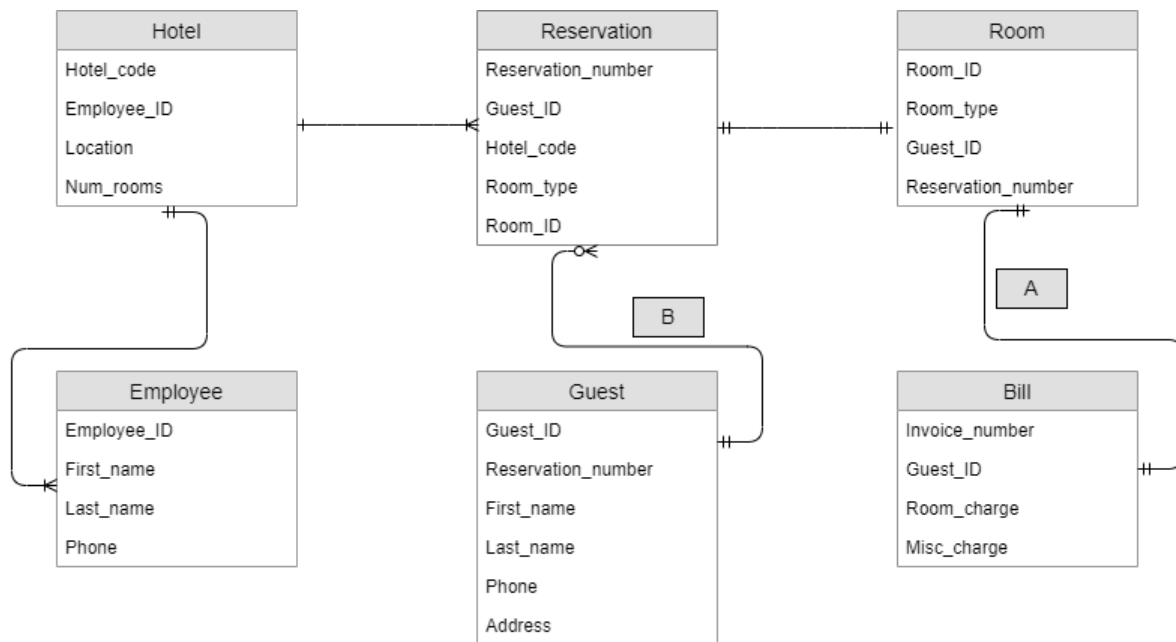 Hotel
Hotel_code
Employee_ID
Location
Num_rooms
Reservation
Reservation_number
Guest_ID
Hotel_code
Room_type
Room_ID
Room
Room_ID
Room_type
Guest_ID
Reservation_number
A
B
Employee
Employee_ID
First_name
Last_name
Phone
Guest
Guest_ID
Reservation_number
First_name
Last_name
Phone
Address
Bill
Invoice_number
Guest_ID
Room_charge
Misc_charge